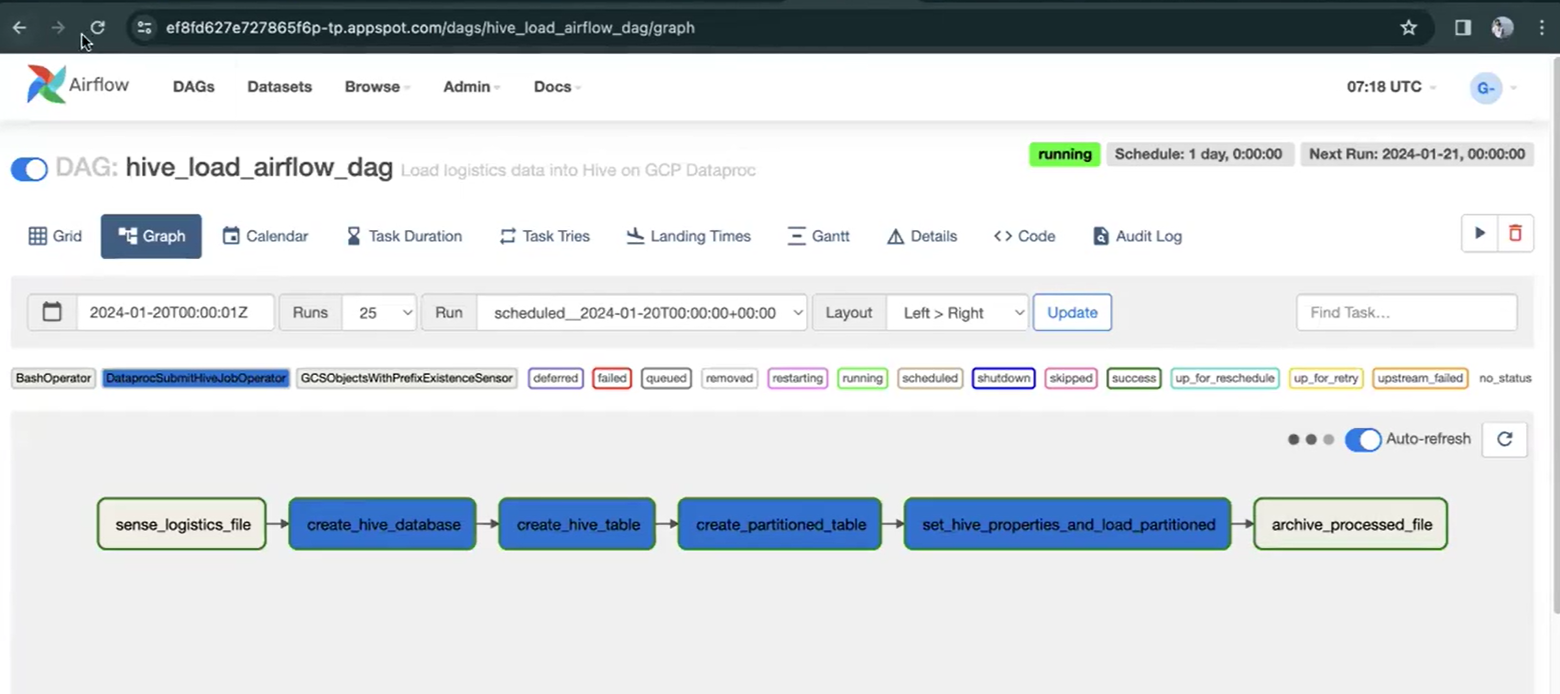 ef8fd627e727865f6p-tp.appspot.com/dags/hive_load_airflow_dag/graph
Airflow DAGs Datasets Browse Admin Docs 07:18 UTC G-
DAG: hive_load_airflow_dag Load logistics data into Hive on GCP Dataproc running Schedule: 1 day, 0:00:00 Next Run: 2024-01-21, 00:00:00
Grid Graph Calendar Task Duration Task Tries Landing Times Gantt Details Code Audit Log
2024-01-20T00:00:01Z Runs 25 Run scheduled__2024-01-20T00:00:00+00:00 Layout Left > Right Update Find Task...
BashOperator DataprocSubmitHiveJobOperator GCSObjectsWithPrefixExistenceSensor deferred failed queued removed restarting running scheduled shutdown skipped success up_for_reschedule up_for_retry upstream_failed no_status
Auto-refresh
sense_logistics_file create_hive_database create_hive_table create_partitioned_table set_hive_properties_and_load_partitioned archive_processed_file